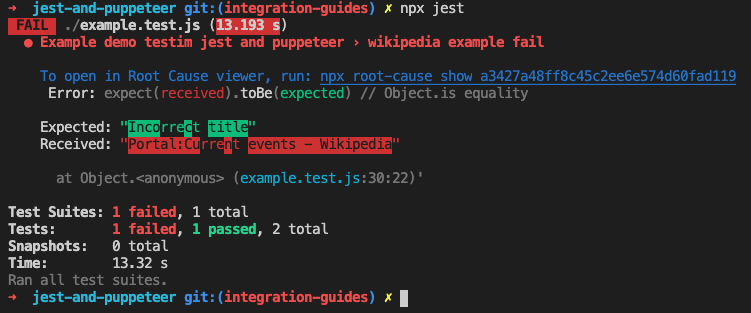 ➜  jest-and-puppeteer git:(integration-guides) ✗ npx jest
FAIL  ./example.test.js (13.193 s)
● Example demo testim jest and puppeteer › wikipedia example fail
To open in Root Cause viewer, run: npx root-cause show a3427a48ff8c45c2ee6e574d60fad119
Error: expect(received).toBe(expected) // Object.is equality
Expected: "Incorrect title"
Received: "Portal:Current events – Wikipedia"
at Object.<anonymous> (example.test.js:30:22)'
Test Suites: 1 failed, 1 total
Tests:       1 failed, 1 passed, 2 total
Snapshots:   0 total
Time:        13.32 s
Ran all test suites.
➜  jest-and-puppeteer git:(integration-guides) ✗